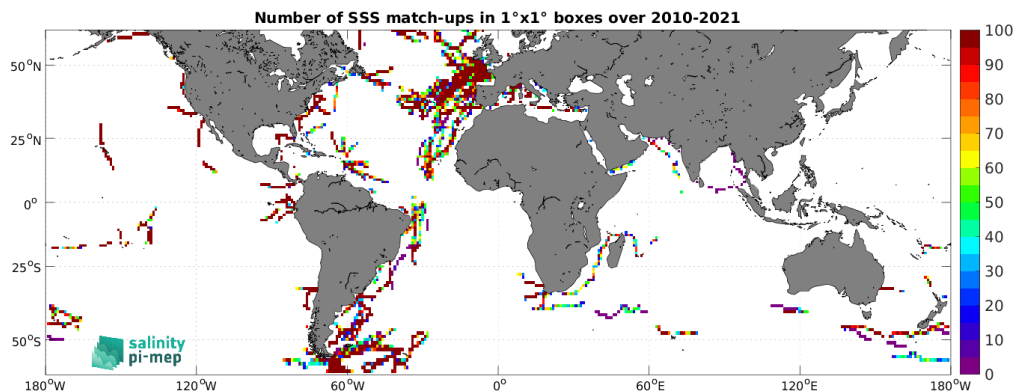 Number of SSS match-ups in 1°x1° boxes over 2010-2021
50°N
25°N
0°
25°S
50°S
180°W
120°W
60°W
0°
60°E
120°E
180°W
100
90
80
70
60
50
40
30
20
10
0
salinity
pi-mep